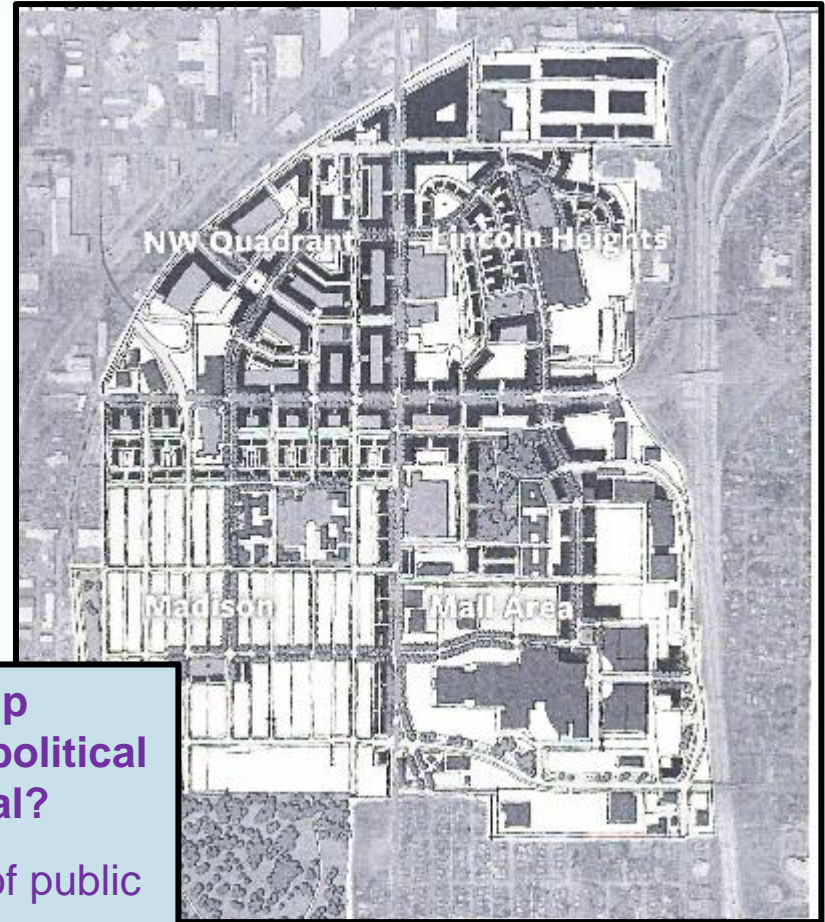 NW Quadrant
Lincoln Heights
Madison
Mall Area
p
political
al?
of public